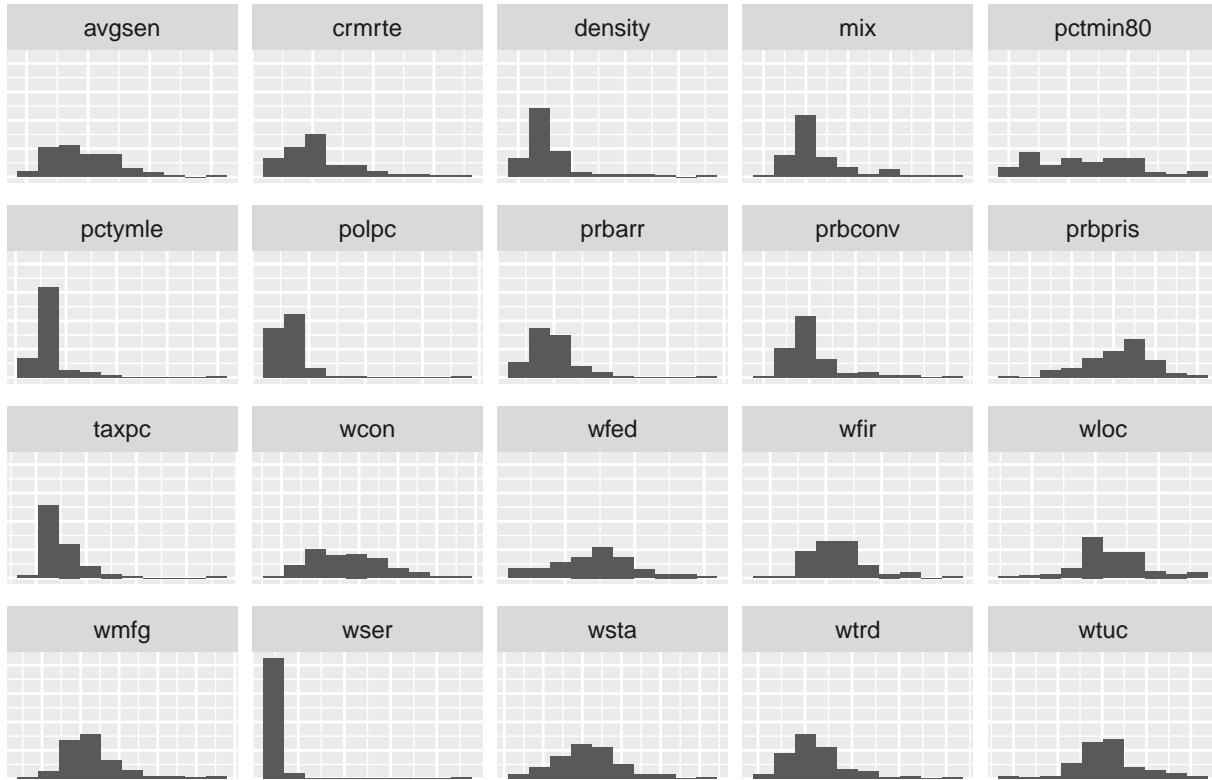 avgsen crmrte density mix pctmin80
pctymle polpc prbarr prbconv prbpris
taxpc wcon wfed wfir wloc
wmfg wser wsta wtrd wtuc